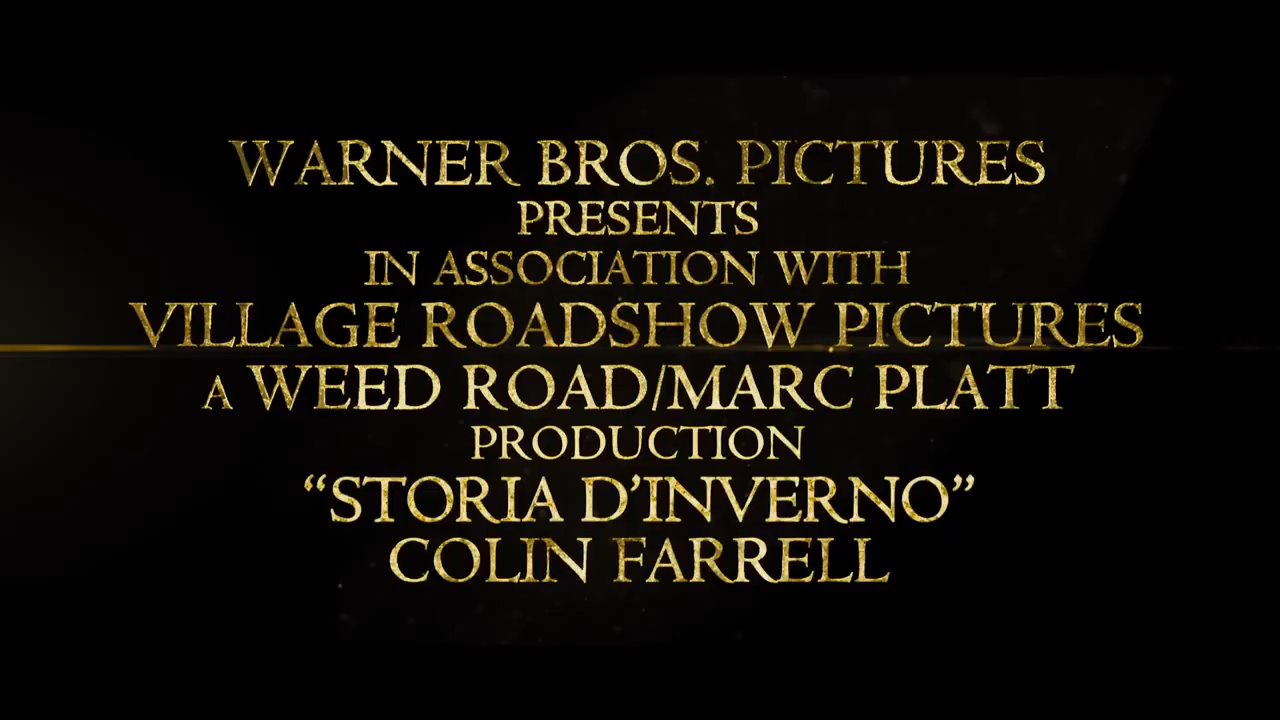 WARNER BROS. PICTURES
PRESENTS
IN ASSOCIATION WITH
VILLAGE ROADSHOW PICTURES
A WEED ROAD/MARC PLATT
PRODUCTION
“STORIA D’INVERNO”
COLIN FARRELL